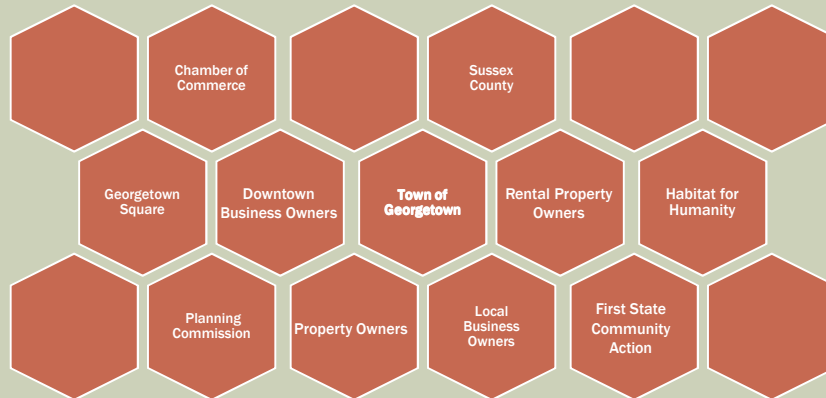 Chamber of
Commerce
Sussex
County
Georgetown
Square
Downtown
Business Owners
Town of
Georgetown
Rental Property
Owners
Habitat for
Humanity
Planning
Commission
Property Owners
Local
Business
Owners
First State
Community
Action